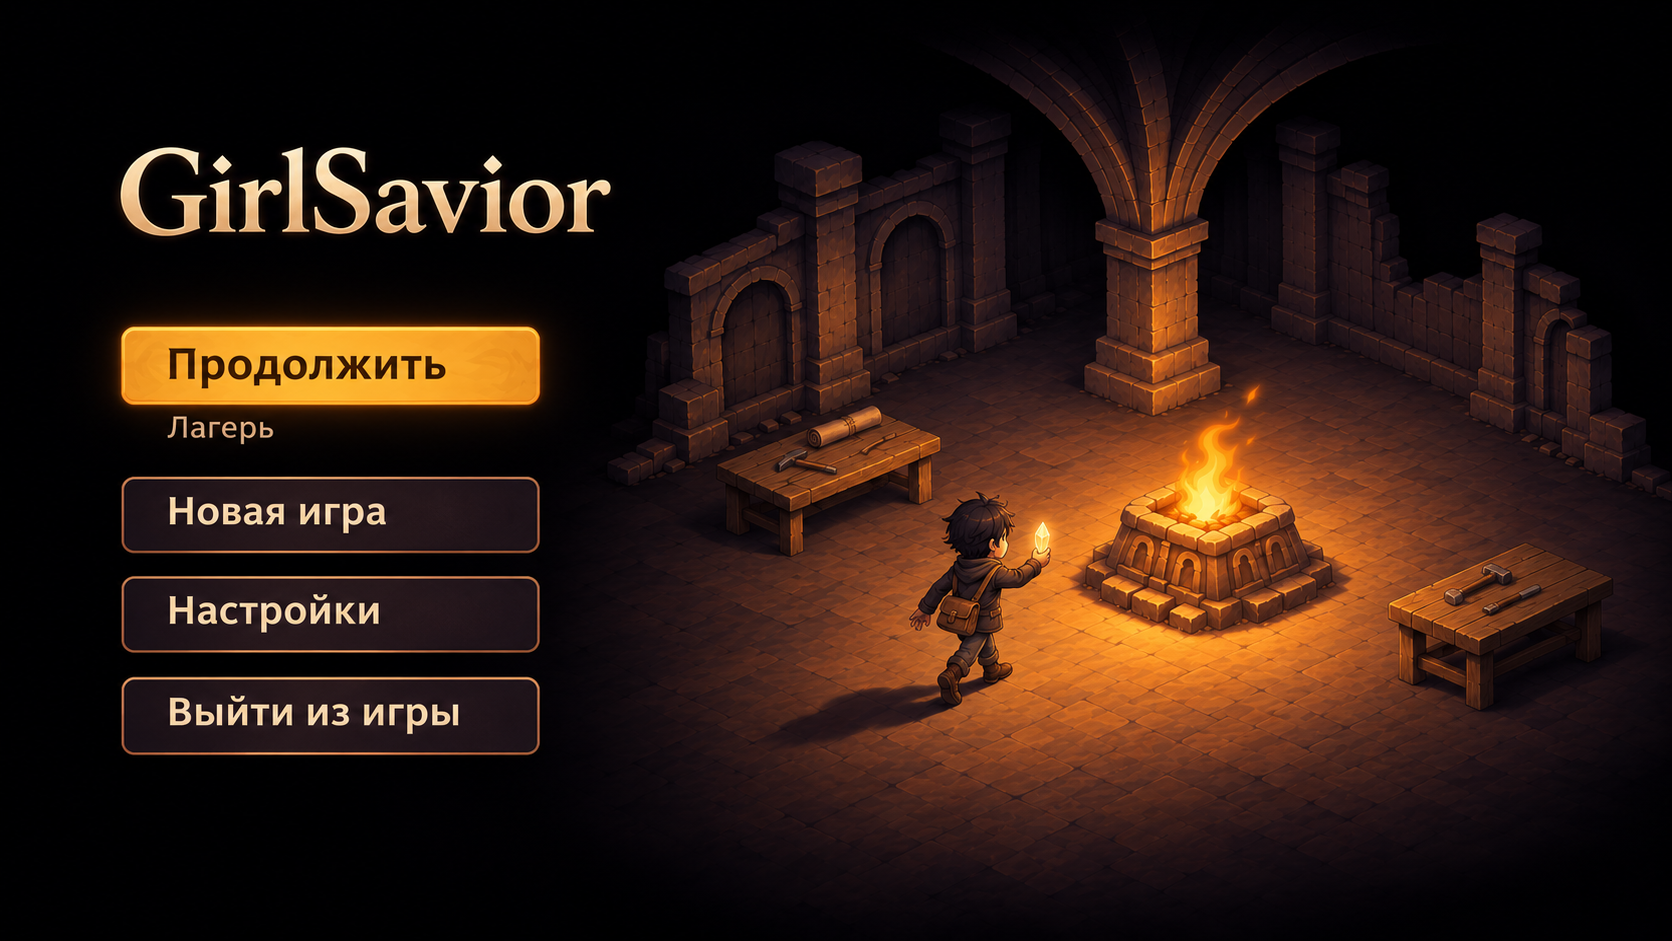 GirlSavior
Продолжить
Лагерь
Новая игра
Настройки
Выйти из игры